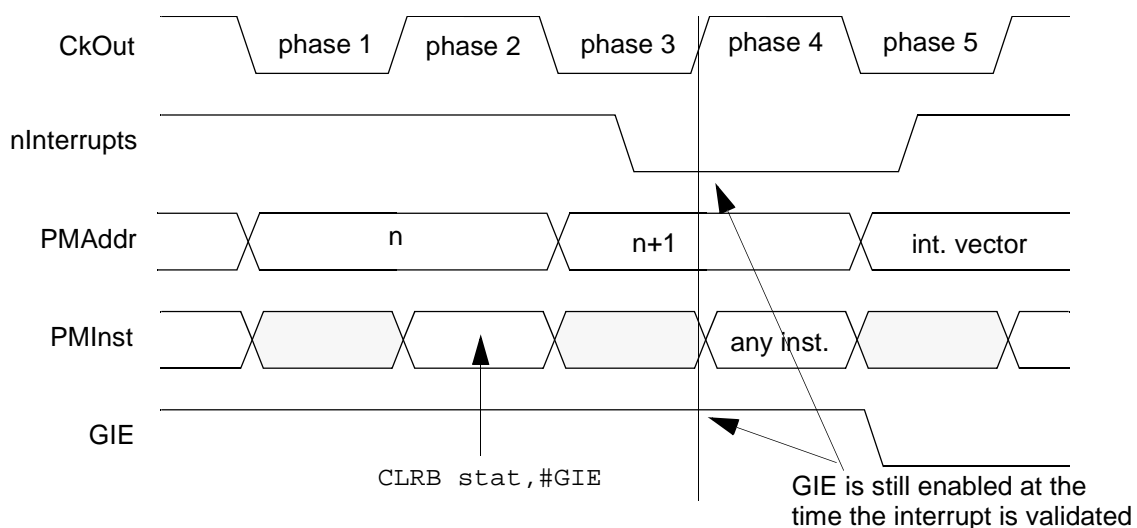 CkOut
phase 1
phase 2
phase 3
phase 4
phase 5
nInterrupts
PMAddr
n
n+1
int. vector
PMInst
any inst.
GIE
CLRB stat,#GIE
GIE is still enabled at the
time the interrupt is validated